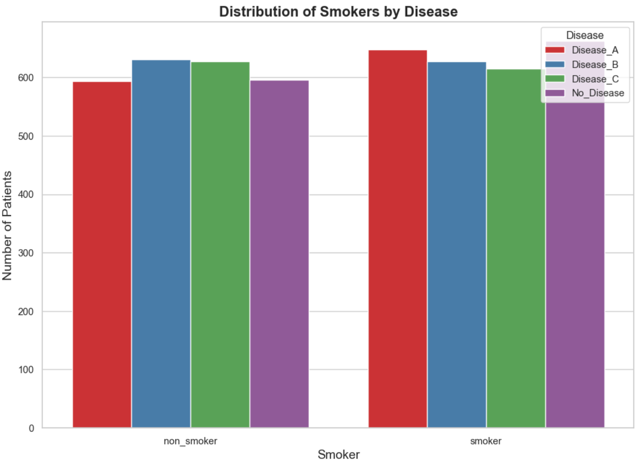 Distribution of Smokers by Disease
Disease
Disease_A
Disease_B
Disease_C
No_Disease
Number of Patients
600
500
400
300
200
100
0
non_smoker
smoker
Smoker